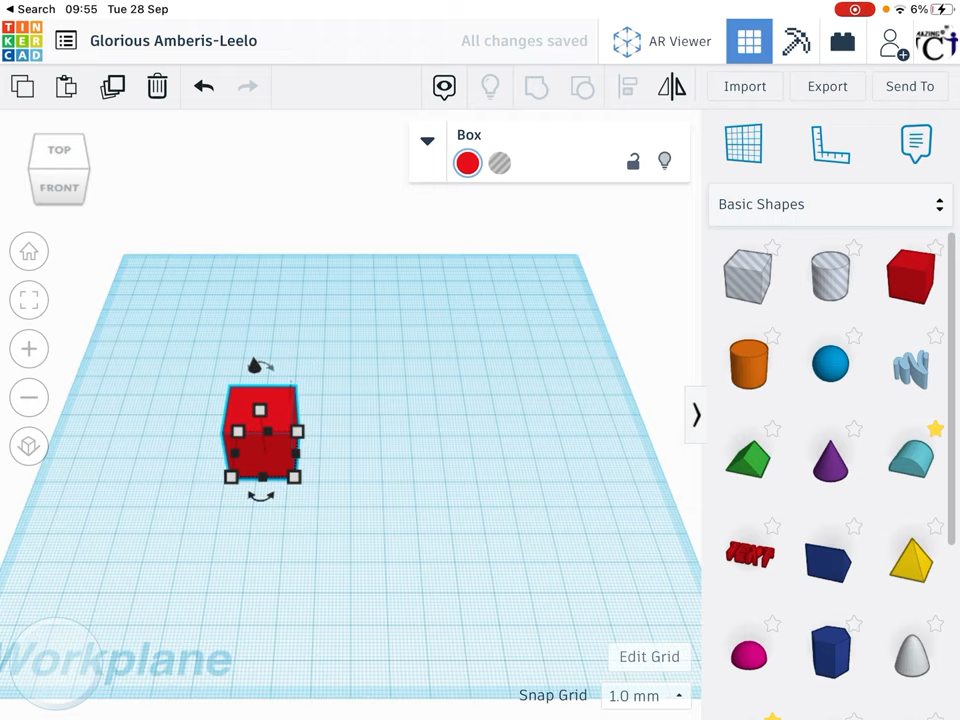 Search 09:55 Tue 28 Sep 6%
TIN
KER
CAD
Glorious Amberis-Leelo
All changes saved
AR Viewer
Import
Export
Send To
TOP
FRONT
Box
Basic Shapes
TEXT
Workplane
Edit Grid
Snap Grid 1.0 mm